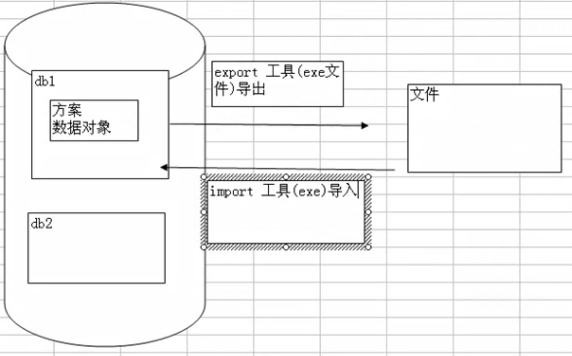 db1
方案
数据对象
export 工具(exe文
件)导出
文件
import 工具(exe)导入
db2